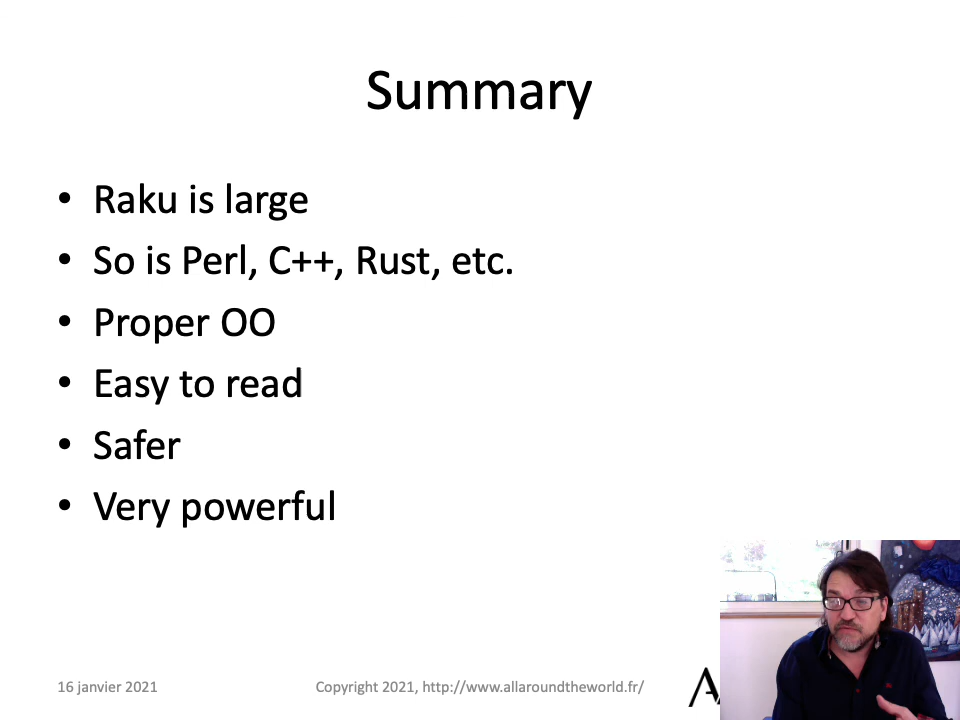 Summary
• Raku is large
• So is Perl, C++, Rust, etc.
• Proper OO
• Easy to read
• Safer
• Very powerful
16 janvier 2021
Copyright 2021, http://www.allaroundtheworld.fr/